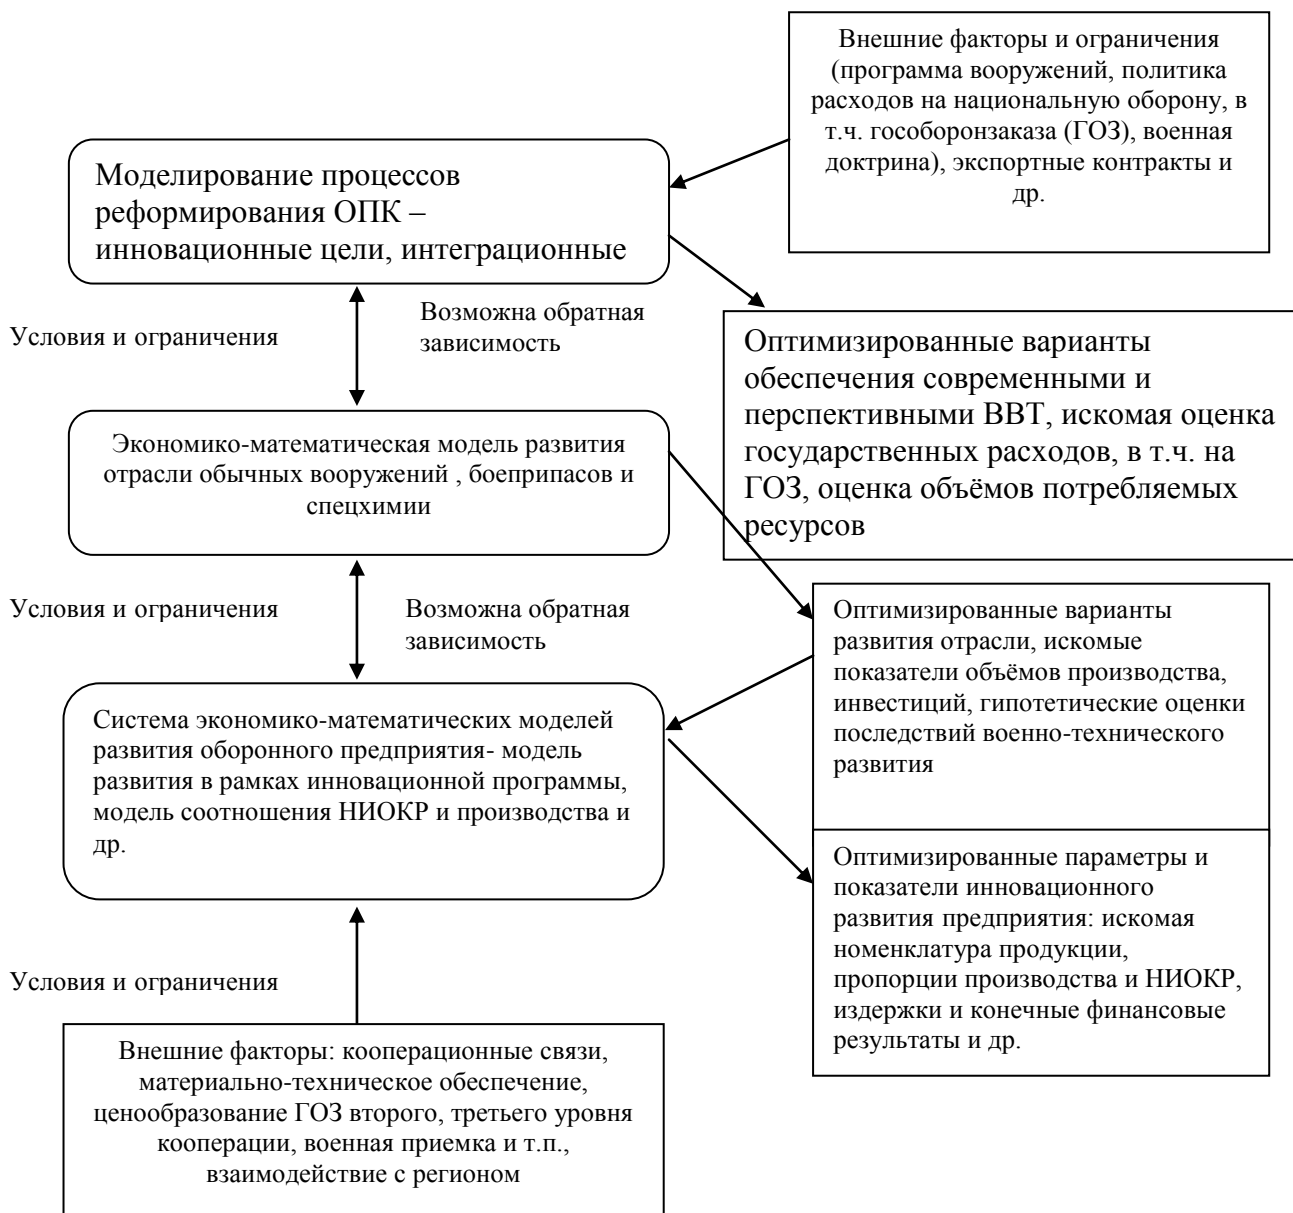 Внешние факторы и ограничения
(программа вооружений, политика
расходов на национальную оборону, в
т.ч. гособоронзаказа (ГОЗ), военная
доктрина), экспортные контракты и
др.
Моделирование процессов
реформирования ОПК –
инновационные цели, интеграционные
Условия и ограничения
Возможна обратная
зависимость
Оптимизированные варианты
обеспечения современными и
перспективными ВВТ, искомая оценка
государственных расходов, в т.ч. на
ГОЗ, оценка объёмов потребляемых
ресурсов
Экономико-математическая модель развития
отрасли обычных вооружений , боеприпасов и
спецхимии
Условия и ограничения
Возможна обратная
зависимость
Оптимизированные варианты
развития отрасли, искомые
показатели объёмов производства,
инвестиций, гипотетические оценки
последствий военно-технического
развития
Система экономико-математических моделей
развития оборонного предприятия- модель
развития в рамках инновационной программы,
модель соотношения НИОКР и производства и
др.
Оптимизированные параметры и
показатели инновационного
развития предприятия: искомая
номенклатура продукции,
пропорции производства и НИОКР,
издержки и конечные финансовые
результаты и др.
Условия и ограничения
Внешние факторы: кооперационные связи,
материально-техническое обеспечение,
ценообразование ГОЗ второго, третьего уровня
кооперации, военная приемка и т.п.,
взаимодействие с регионом